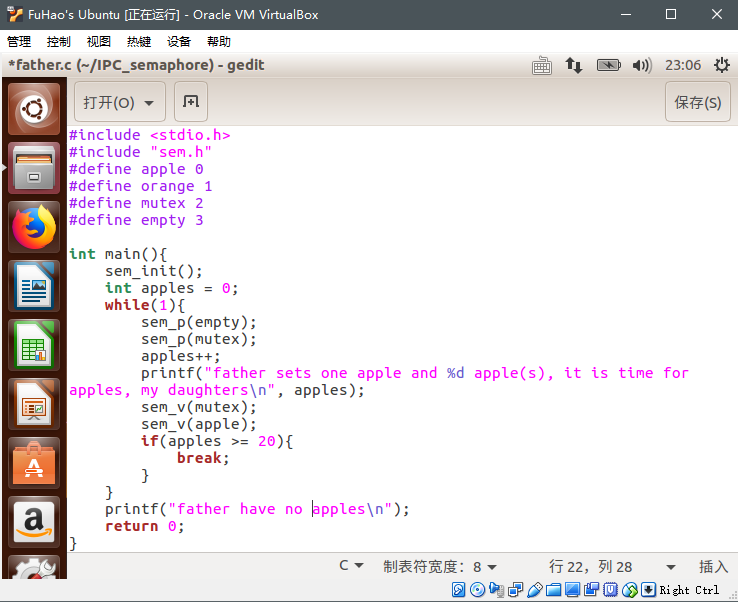 FuHao's Ubuntu [正在运行] - Oracle VM VirtualBox
管理 控制 视图 热键 设备 帮助
*father.c (~/IPC_semaphore) - gedit 23:06
打开(O) 保存(S)
#include <stdio.h>
#include "sem.h"
#define apple 0
#define orange 1
#define mutex 2
#define empty 3
int main(){
    sem_init();
    int apples = 0;
    while(1){
        sem_p(empty);
        sem_p(mutex);
        apples++;
        printf("father sets one apple and %d apple(s), it is time for
apples, my daughters\n", apples);
        sem_v(mutex);
        sem_v(apple);
        if(apples >= 20){
            break;
        }
    }
    printf("father have no apples\n");
    return 0;
}
C 制表符宽度：8 行 22，列 28 插入
Right Ctrl